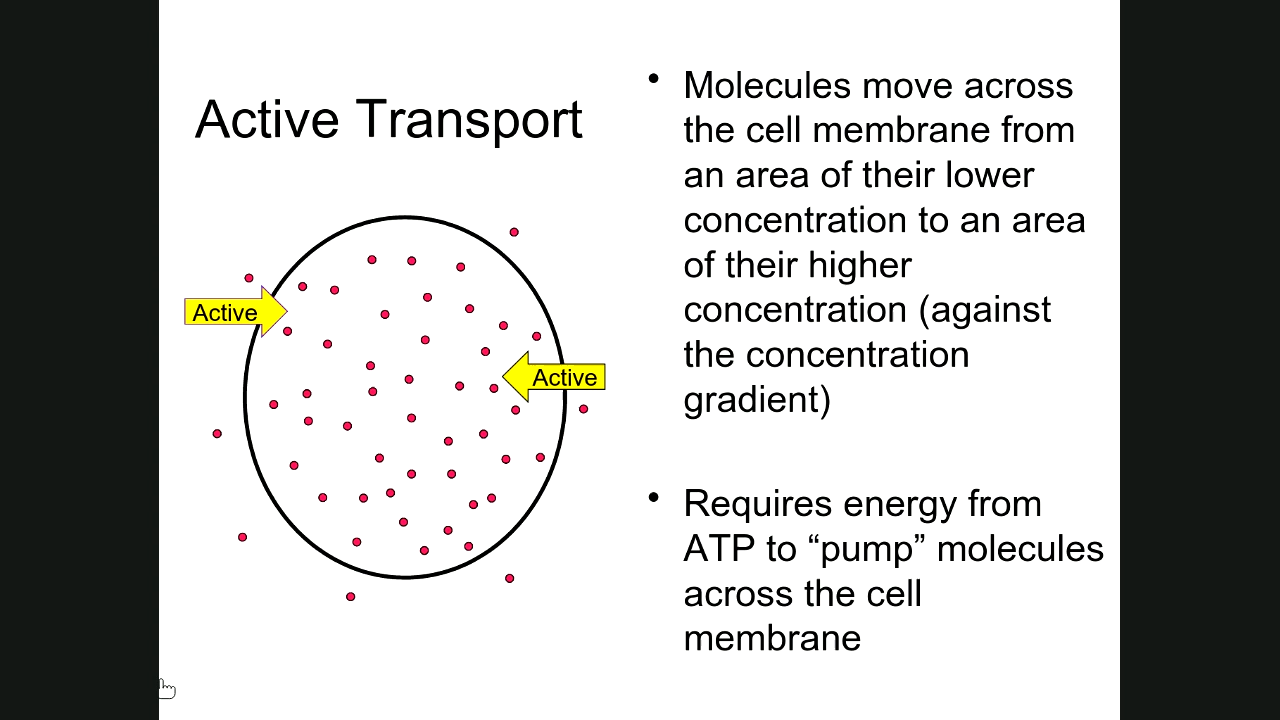 Active Transport
Active
Active
• Molecules move across
the cell membrane from
an area of their lower
concentration to an area
of their higher
concentration (against
the concentration
gradient)
• Requires energy from
ATP to “pump” molecules
across the cell
membrane